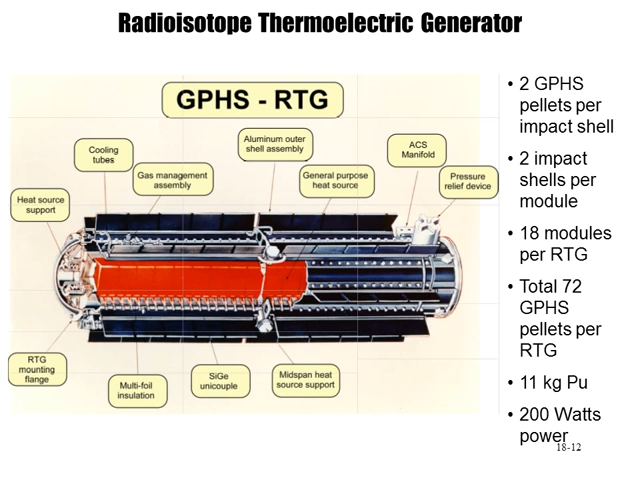 Radioisotope Thermoelectric Generator
GPHS - RTG
Cooling
tubes
Gas management
assembly
Aluminum outer
shell assembly
General purpose
heat source
ACS
Manifold
Pressure
relief device
Heat source
support
RTG
mounting
flange
Multi-foil
insulation
SiGe
unicouple
Midspan heat
source support
• 2 GPHS
pellets per
impact shell
• 2 impact
shells per
module
• 18 modules
per RTG
• Total 72
GPHS
pellets per
RTG
• 11 kg Pu
• 200 Watts
power
18-12